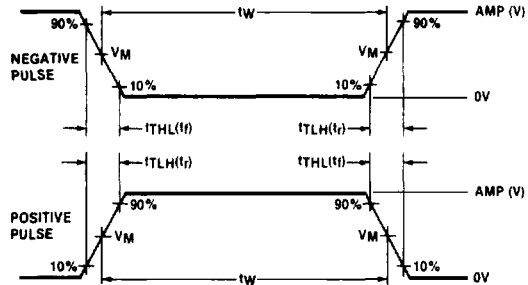 tW
AMP (V)
90%
90%
NEGATIVE
PULSE
VM
VM
10%
10%
0V
tTHL(tf)
tTLH(tr)
tTLH(tr)
tTHL(tf)
AMP (V)
90%
90%
POSITIVE
PULSE
VM
VM
10%
10%
tW
0V